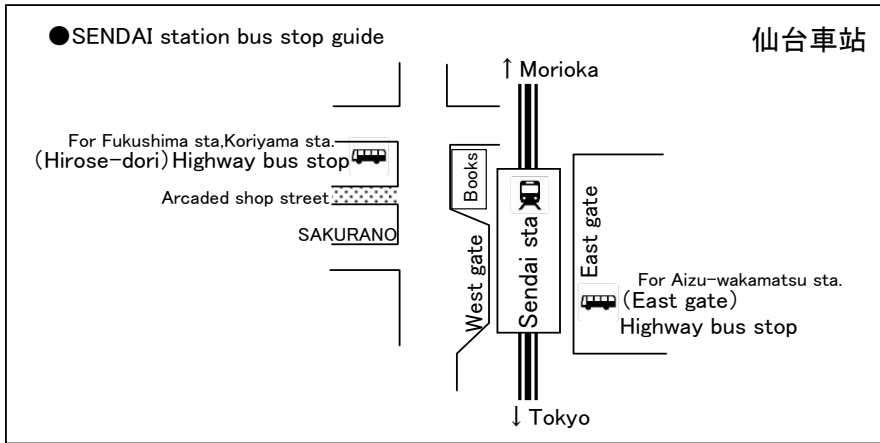 ●SENDAI station bus stop guide
仙台車站
↑ Morioka
For Fukushima sta,Koriyama sta.
(Hirose-dori)Highway bus stop
Arcaded shop street
SAKURANO
Books
West gate
Sendai sta
East gate
For Aizu-wakamatsu sta.
(East gate)
Highway bus stop
↓ Tokyo